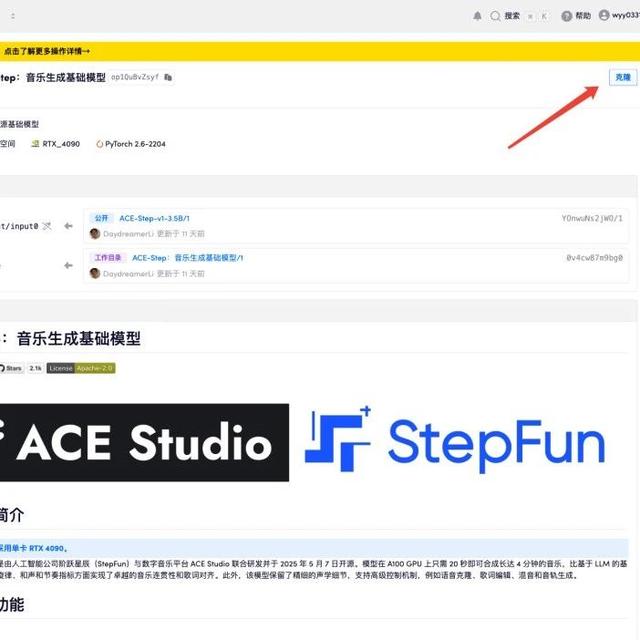 搜索 ⌘ K 帮助 wyy0331
点击了解更多操作详情→
tep：音乐生成基础模型 op1QuBvZsyf
克隆
源基础模型
空间 RTX_4090 PyTorch 2.6-2204
t/input0 公开 ACE-Step-v1-3.5B/1 YOnwuNs2jWO/1
DaydreamerLi 更新于 11 天前
工作目录 ACE-Step：音乐生成基础模型/1 0v4cw87m9bg0
DaydreamerLi 更新于 11 天前
：音乐生成基础模型
Stars 2.1k License Apache-2.0
ACE Studio StepFun
简介
采用单卡 RTX 4090。
是由人工智能公司阶跃星辰（StepFun）与数字音乐平台 ACE Studio 联合研发并于 2025 年 5 月 7 日开源。模型在 A100 GPU 上只需 20 秒即可合成长达 4 分钟的音乐，比基于 LLM 的基
旋律、和声和节奏指标方面实现了卓越的音乐连贯性和歌词对齐。此外，该模型保留了精细的声学细节，支持高级控制机制，例如语音克隆、歌词编辑、混音和音轨生成。
功能